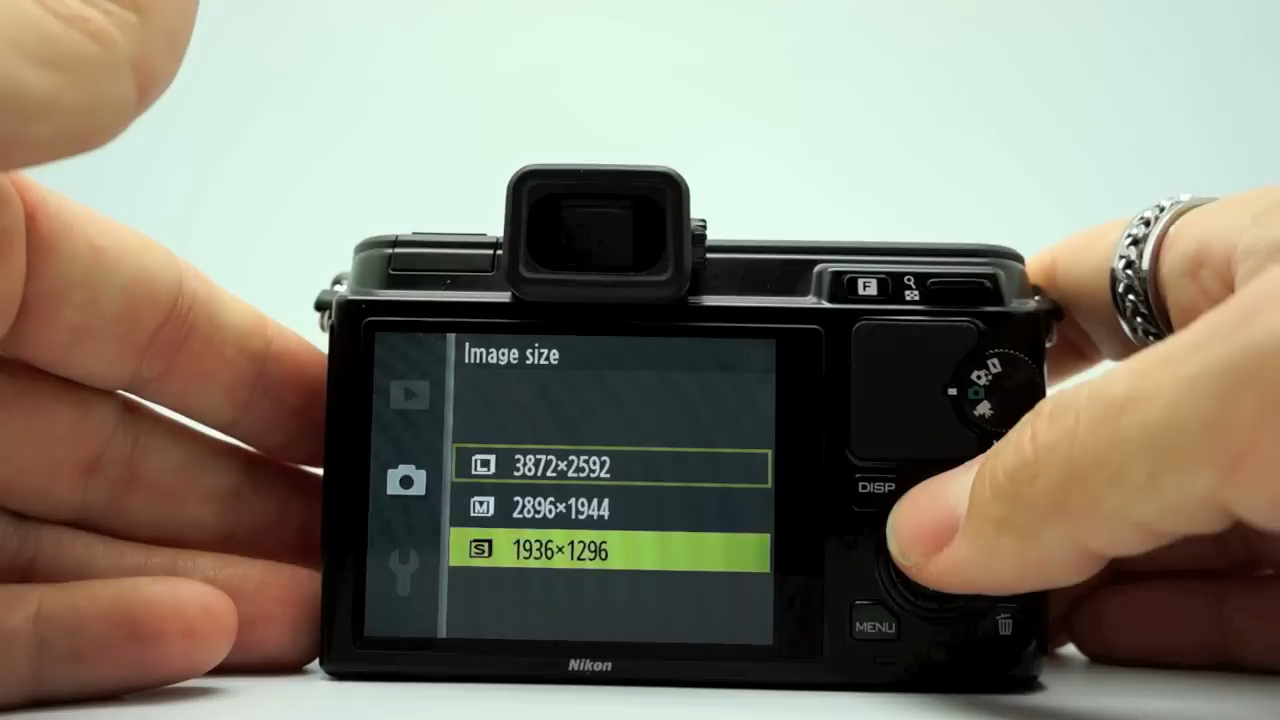 F
Image size
L 3872×2592
M 2896×1944
S 1936×1296
DISP
MENU
Nikon